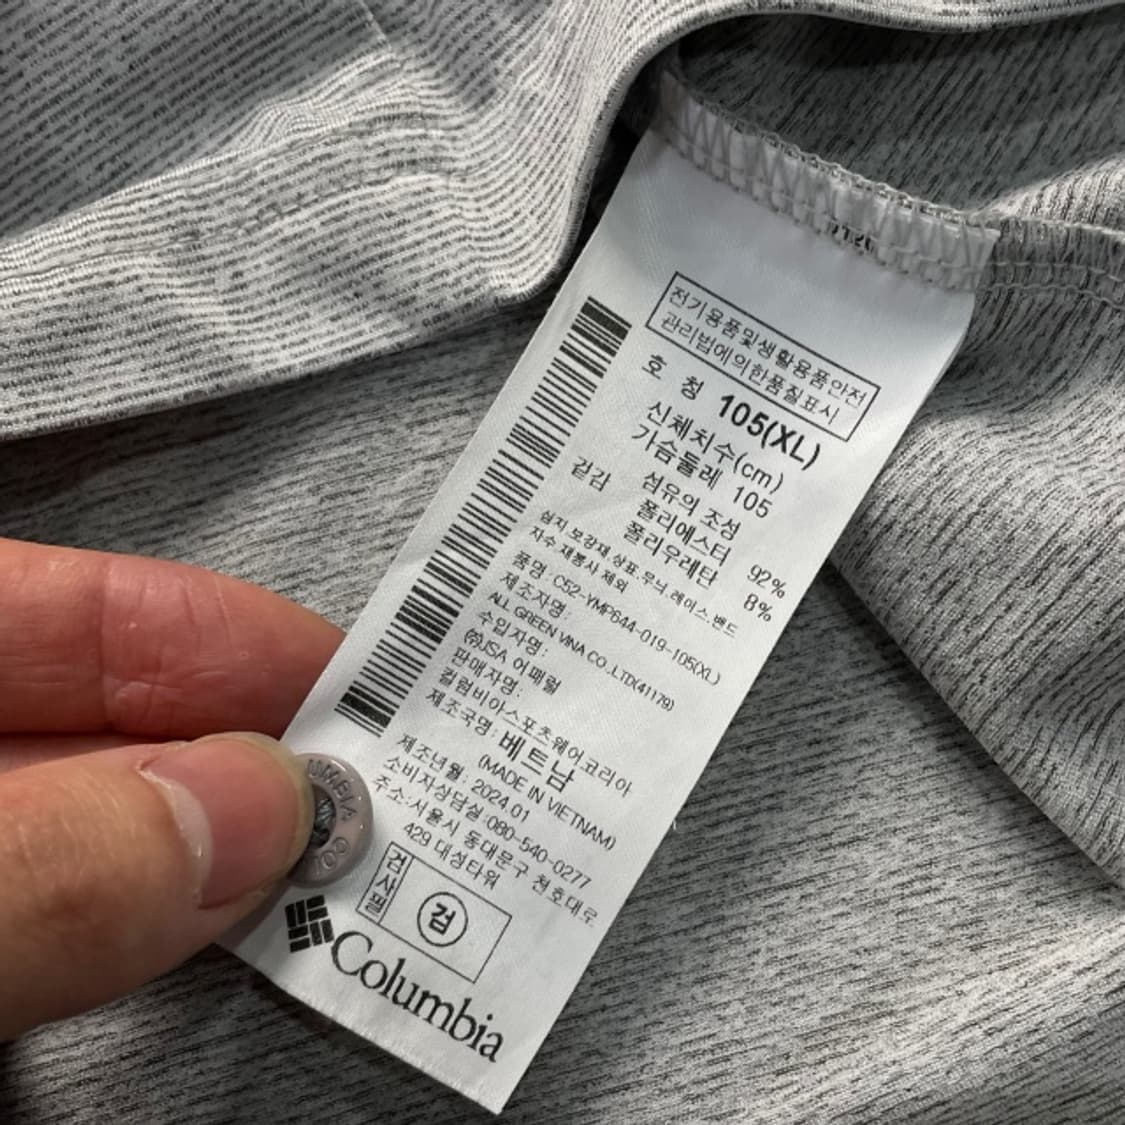 전기용품및생활용품안전
관리법에의한품질표시
호 칭 105(XL)
신체치수(cm)
가슴둘레 105
섬유의 조성
겉감 폴리에스터 92%
폴리우레탄 8%
심지.보강재.상표.무늬.레이스.밴드
자수.재봉사 제외
품명 : C52-YMP644-019-105(XL)
제조자명 :
ALL GREEN VINA CO.,LTD(41179)
수입자명 :
㈜JSA 어패럴
판매자명 :
컬럼비아스포츠웨어코리아
제조국명 : 베트남
(MADE IN VIETNAM)
제조년월 : 2024.01
소비자상담실 : 080-540-0277
주소 : 서울시 동대문구 천호대로
429 대성타워
검사필
검
Columbia